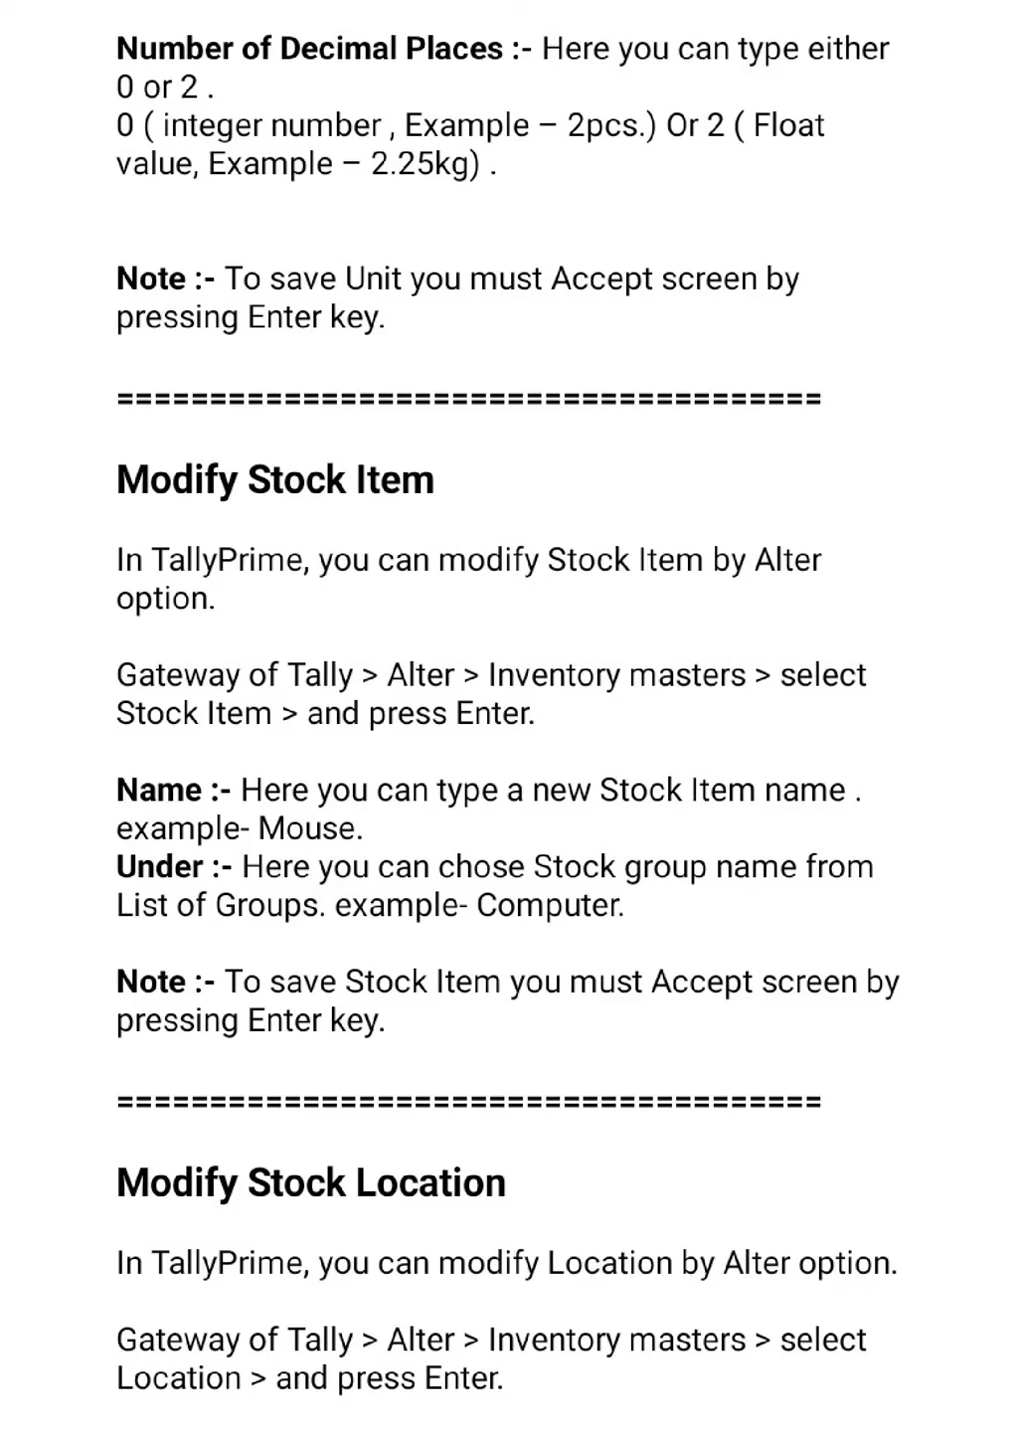 Number of Decimal Places :- Here you can type either
0 or 2 .
0 ( integer number , Example – 2pcs.) Or 2 ( Float
value, Example – 2.25kg) .
Note :- To save Unit you must Accept screen by
pressing Enter key.
======================================
Modify Stock Item
In TallyPrime, you can modify Stock Item by Alter
option.
Gateway of Tally > Alter > Inventory masters > select
Stock Item > and press Enter.
Name :- Here you can type a new Stock Item name .
example- Mouse.
Under :- Here you can chose Stock group name from
List of Groups. example- Computer.
Note :- To save Stock Item you must Accept screen by
pressing Enter key.
======================================
Modify Stock Location
In TallyPrime, you can modify Location by Alter option.
Gateway of Tally > Alter > Inventory masters > select
Location > and press Enter.